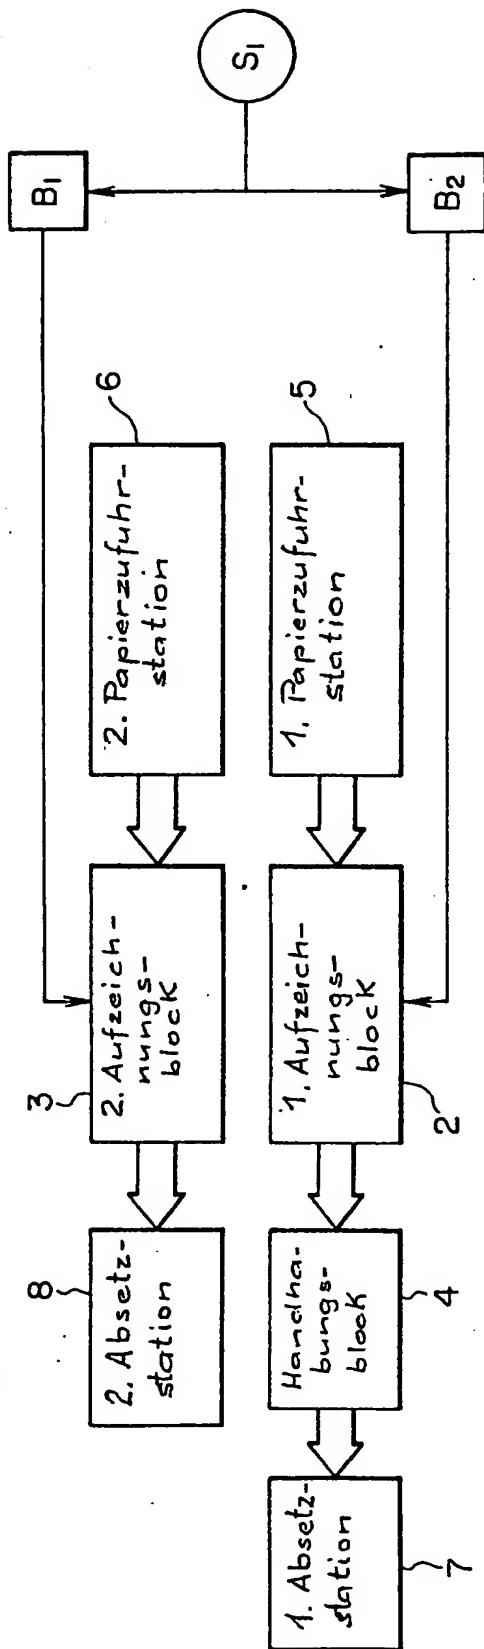 S1
B1
B2
6
2. Papierzufuhr-
station
5
1. Papierzufuhr-
station
3
2. Aufzeich-
nungs-
block
1. Aufzeich-
nungs-
block
2
8
2. Absetz-
station
Handha-
bungs-
block
4
1. Absetz-
station
7